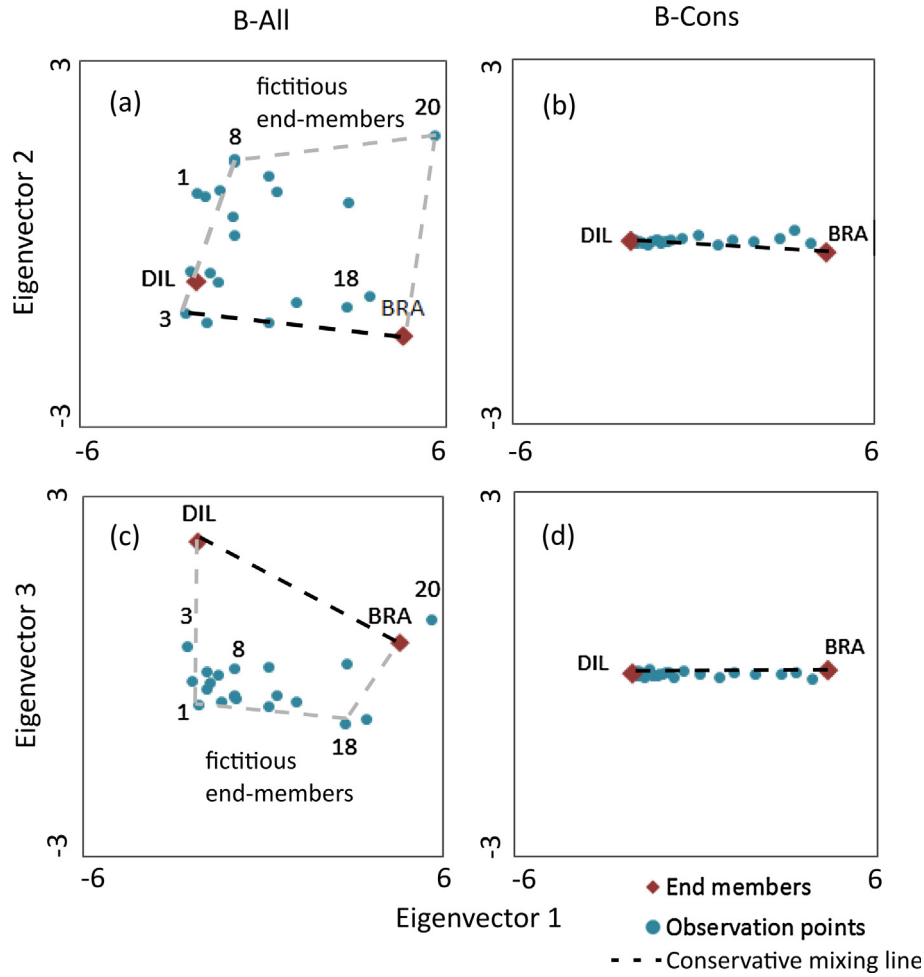 B-All
B-Cons
3
(a)
fictitious
end-members
20
8
1
DIL
18
BRA
3
-3
-6
6
Eigenvector 2
3
(b)
DIL
BRA
-3
-6
6
3
DIL
(c)
20
3
BRA
8
1
18
fictitious
end-members
-3
-6
6
Eigenvector 3
3
(d)
DIL
BRA
-3
-6
6
Eigenvector 1
End members
Observation points
Conservative mixing line